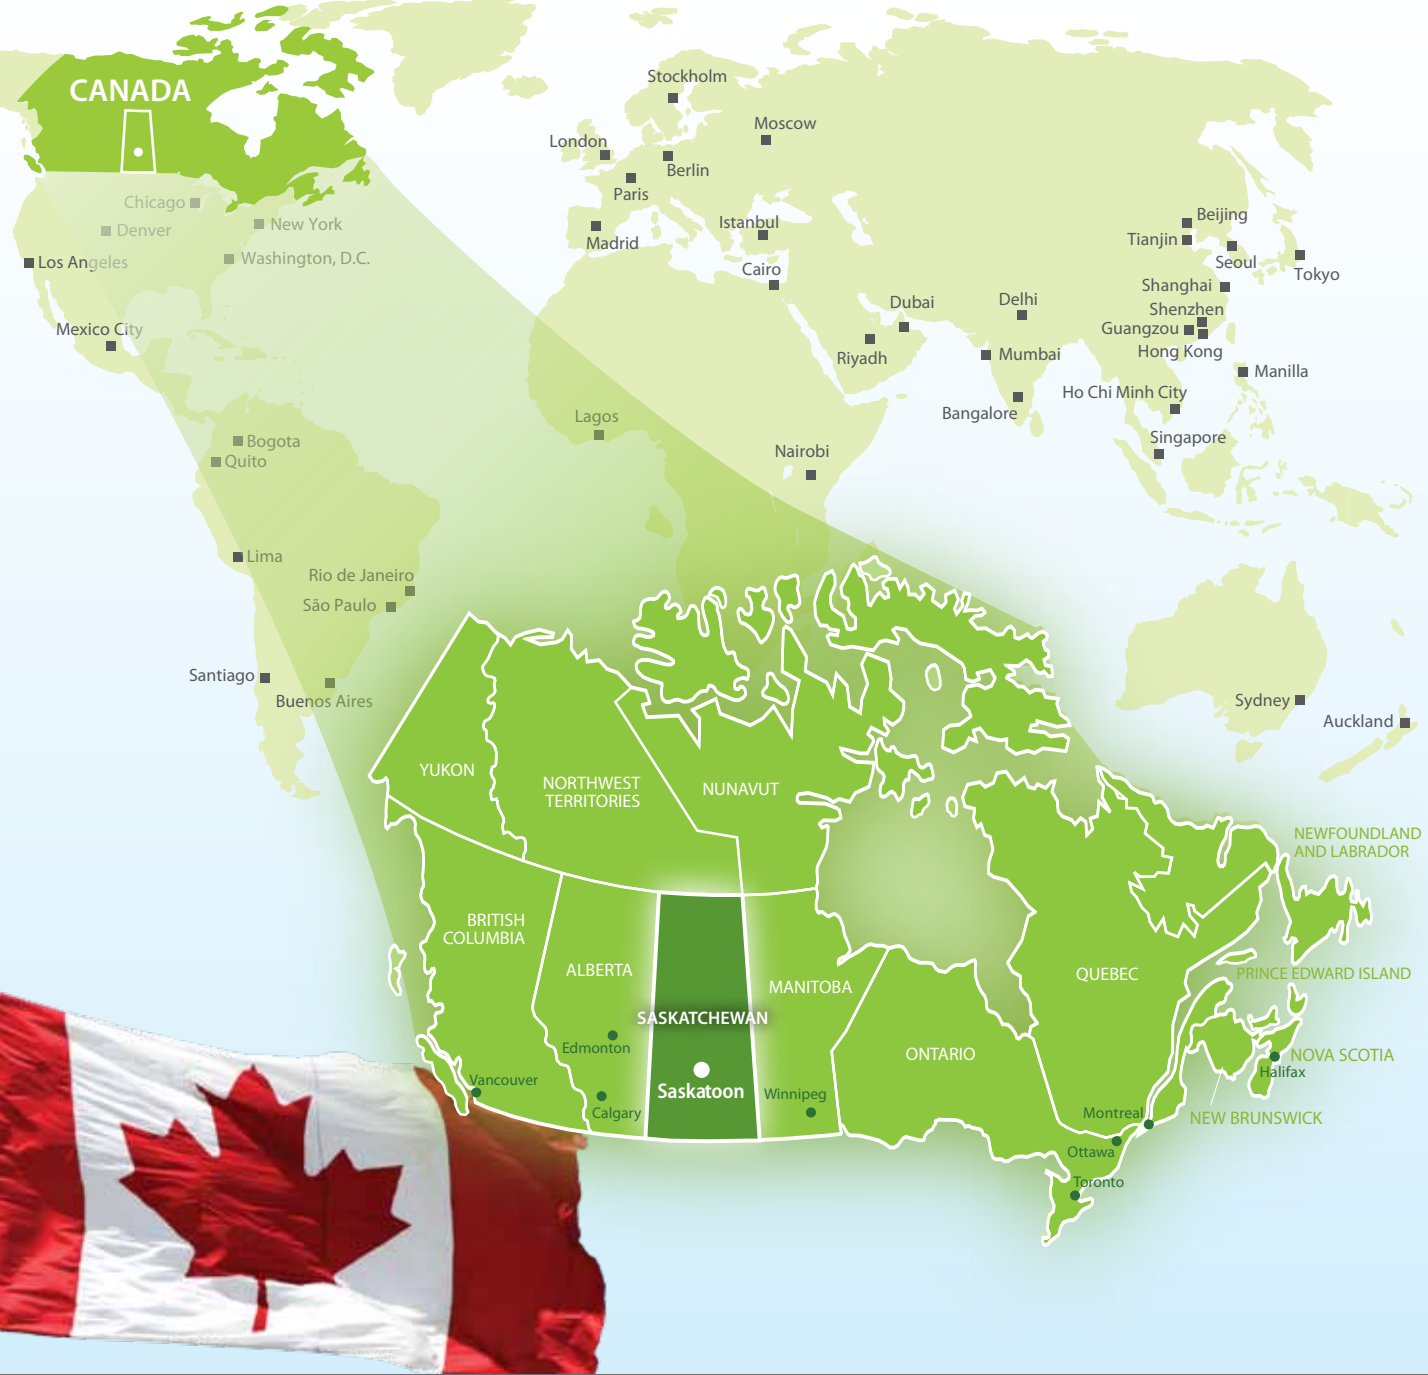 CANADA
Stockholm
Moscow
London
Berlin
Paris
Chicago
New York
Denver
Istanbul
Madrid
Beijing
Tianjin
Seoul
Tokyo
Los Angeles
Washington, D.C.
Cairo
Shanghai
Dubai
Delhi
Shenzhen
Guangzou
Mexico City
Riyadh
Mumbai
Hong Kong
Manilla
Ho Chi Minh City
Bangalore
Lagos
Bogota
Quito
Nairobi
Singapore
Lima
Rio de Janeiro
São Paulo
Santiago
Buenos Aires
Sydney
Auckland
YUKON
NORTHWEST
TERRITORIES
NUNAVUT
NEWFOUNDLAND
AND LABRADOR
BRITISH
COLUMBIA
ALBERTA
MANITOBA
QUEBEC
PRINCE EDWARD ISLAND
SASKATCHEWAN
Edmonton
ONTARIO
NOVA SCOTIA
Halifax
Vancouver
Calgary
Saskatoon
Winnipeg
Montreal
NEW BRUNSWICK
Ottawa
Toronto